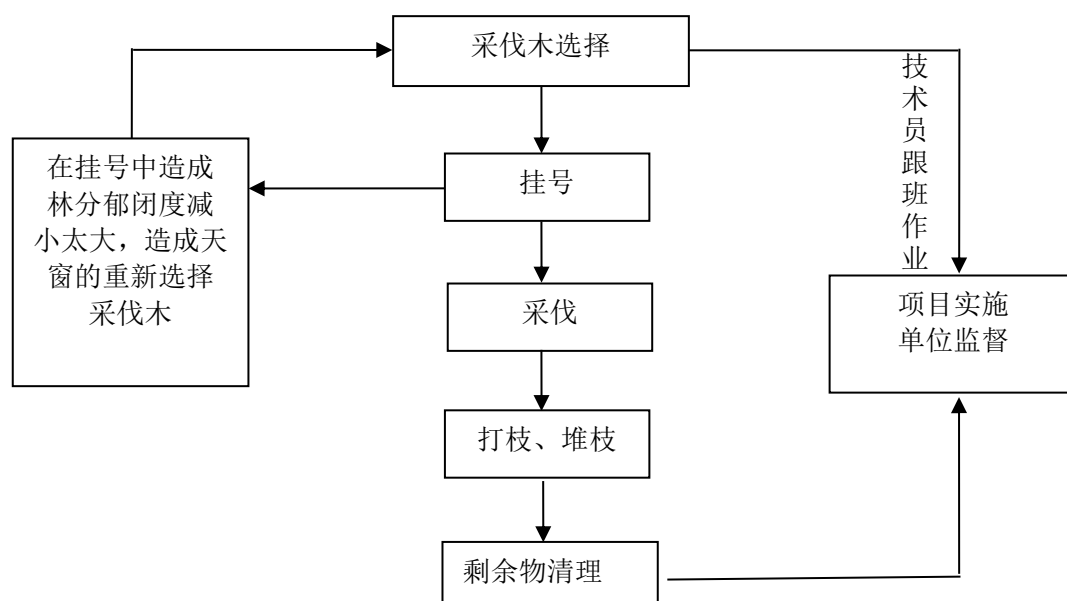 采伐木选择
技术员跟班作业
在挂号中造成
林分郁闭度减
小太大，造成天
窗的重新选择
采伐木
挂号
采伐
项目实施
单位监督
打枝、堆枝
剩余物清理